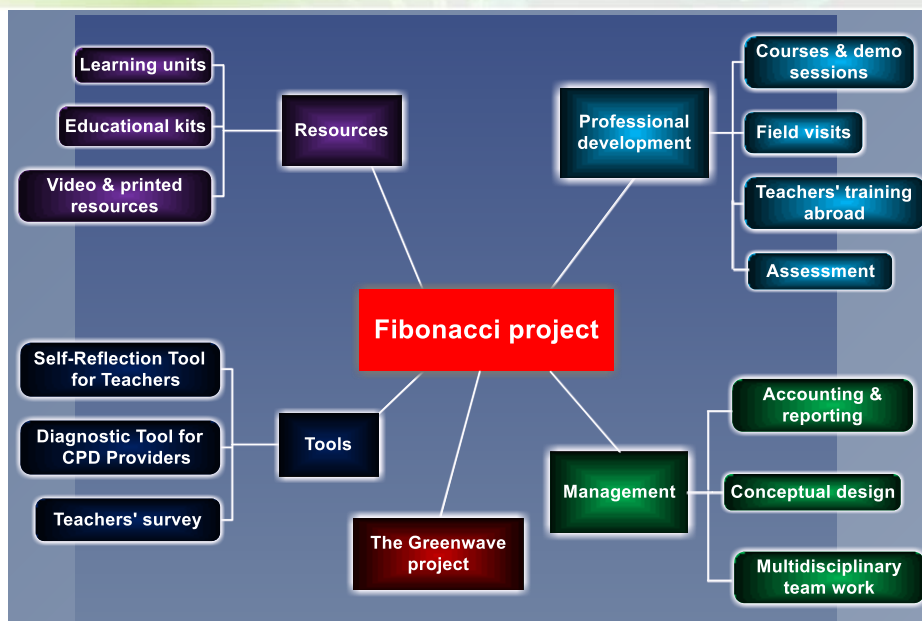 Learning units
Educational kits
Video & printed
resources
Resources
Professional
development
Courses & demo
sessions
Field visits
Teachers' training
abroad
Assessment
Fibonacci project
Self-Reflection Tool
for Teachers
Diagnostic Tool for
CPD Providers
Teachers' survey
Tools
The Greenwave
project
Management
Accounting &
reporting
Conceptual design
Multidisciplinary
team work